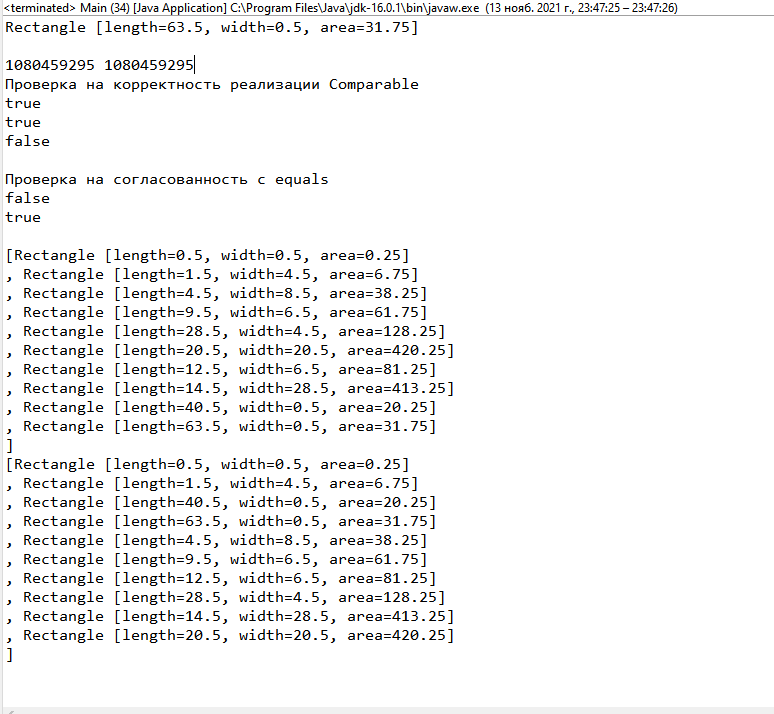 <terminated> Main (34) [Java Application] C:\Program Files\Java\jdk-16.0.1\bin\javaw.exe (13 нояб. 2021 г., 23:47:25 – 23:47:26)
Rectangle [length=63.5, width=0.5, area=31.75]
1080459295 1080459295
Проверка на корректность реализации Comparable
true
true
false
Проверка на согласованность с equals
false
true
[Rectangle [length=0.5, width=0.5, area=0.25]
, Rectangle [length=1.5, width=4.5, area=6.75]
, Rectangle [length=4.5, width=8.5, area=38.25]
, Rectangle [length=9.5, width=6.5, area=61.75]
, Rectangle [length=28.5, width=4.5, area=128.25]
, Rectangle [length=20.5, width=20.5, area=420.25]
, Rectangle [length=12.5, width=6.5, area=81.25]
, Rectangle [length=14.5, width=28.5, area=413.25]
, Rectangle [length=40.5, width=0.5, area=20.25]
, Rectangle [length=63.5, width=0.5, area=31.75]
]
[Rectangle [length=0.5, width=0.5, area=0.25]
, Rectangle [length=1.5, width=4.5, area=6.75]
, Rectangle [length=40.5, width=0.5, area=20.25]
, Rectangle [length=63.5, width=0.5, area=31.75]
, Rectangle [length=4.5, width=8.5, area=38.25]
, Rectangle [length=9.5, width=6.5, area=61.75]
, Rectangle [length=12.5, width=6.5, area=81.25]
, Rectangle [length=28.5, width=4.5, area=128.25]
, Rectangle [length=14.5, width=28.5, area=413.25]
, Rectangle [length=20.5, width=20.5, area=420.25]
]